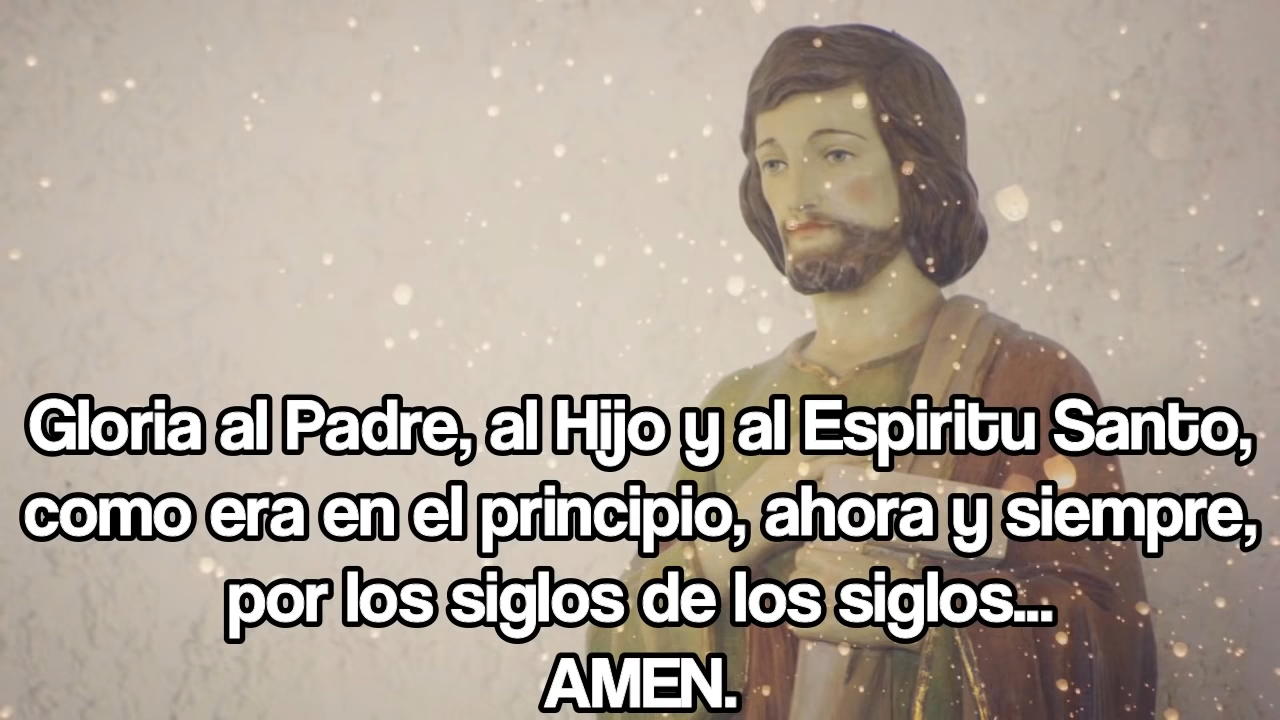 Gloria al Padre, al Hijo y al Espiritu Santo,
como era en el principio, ahora y siempre,
por los siglos de los siglos...
AMEN.